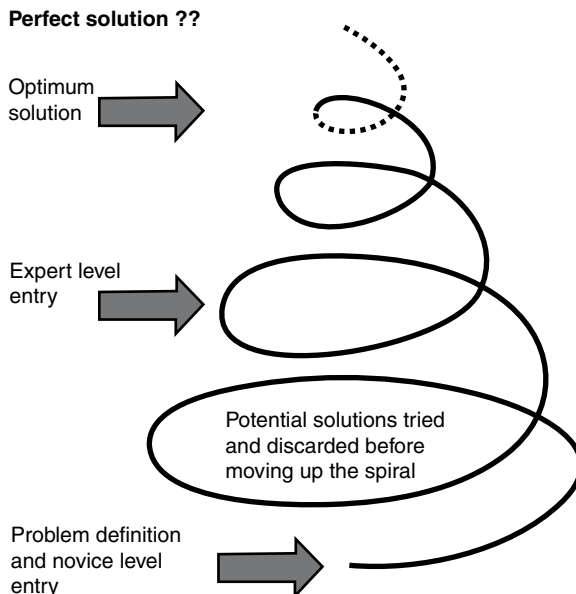 Perfect solution ??
Optimum
solution
Expert level
entry
Potential solutions tried
and discarded before
moving up the spiral
Problem definition
and novice level
entry